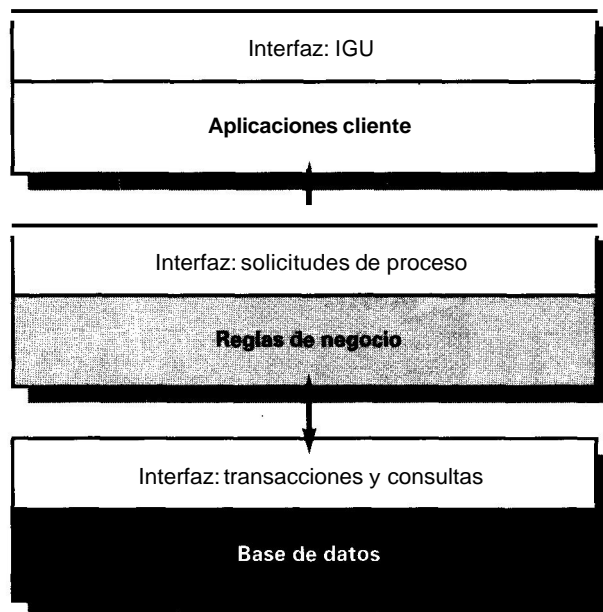 Interfaz: IGU
Aplicaciones cliente
Interfaz: solicitudes de proceso
Reglas de negocio
Interfaz: transacciones y consultas
Base de datos